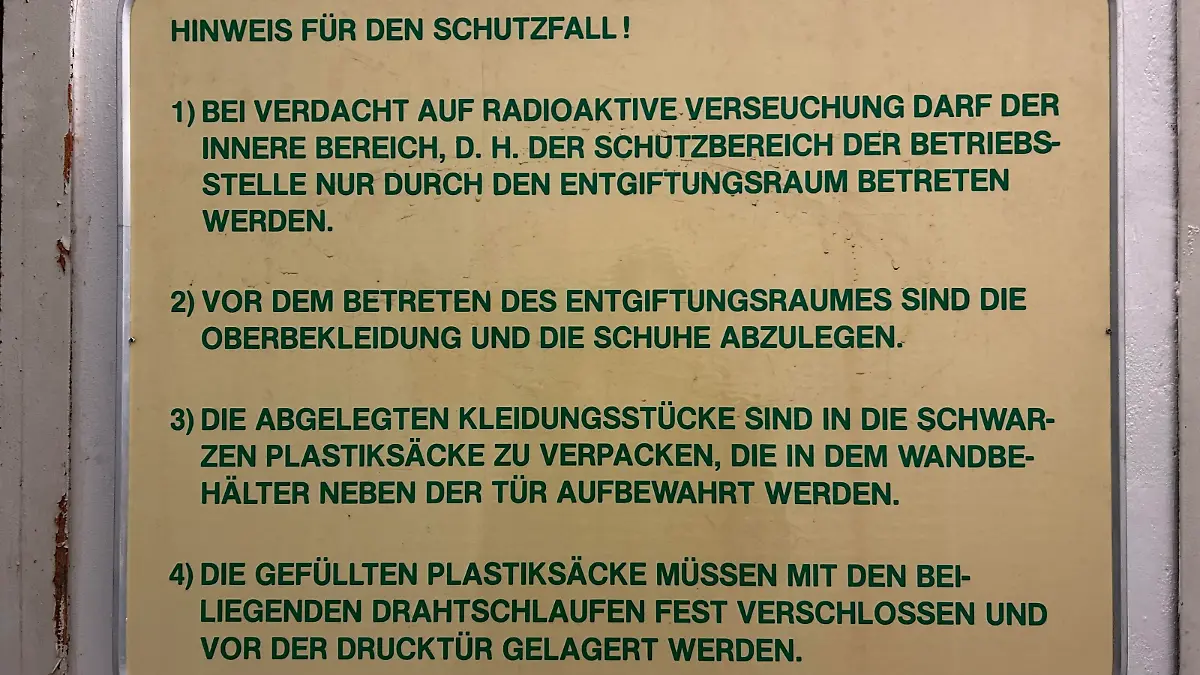 HINWEIS FÜR DEN SCHUTZFALL!
1) BEI VERDACHT AUF RADIOAKTIVE VERSEUCHUNG DARF DER
INNERE BEREICH, D. H. DER SCHUTZBEREICH DER BETRIEBS-
STELLE NUR DURCH DEN ENTGIFTUNGSRAUM BETRETEN
WERDEN.
2) VOR DEM BETRETEN DES ENTGIFTUNGSRAUMES SIND DIE
OBERBEKLEIDUNG UND DIE SCHUHE ABZULEGEN.
3) DIE ABGELEGTEN KLEIDUNGSSTÜCKE SIND IN DIE SCHWAR-
ZEN PLASTIKSÄCKE ZU VERPACKEN, DIE IN DEM WANDBE-
HÄLTER NEBEN DER TÜR AUFBEWAHRT WERDEN.
4) DIE GEFÜLLTEN PLASTIKSÄCKE MÜSSEN MIT DEN BEI-
LIEGENDEN DRAHTSCHLAUFEN FEST VERSCHLOSSEN UND
VOR DER DRUCKTÜR GELAGERT WERDEN.